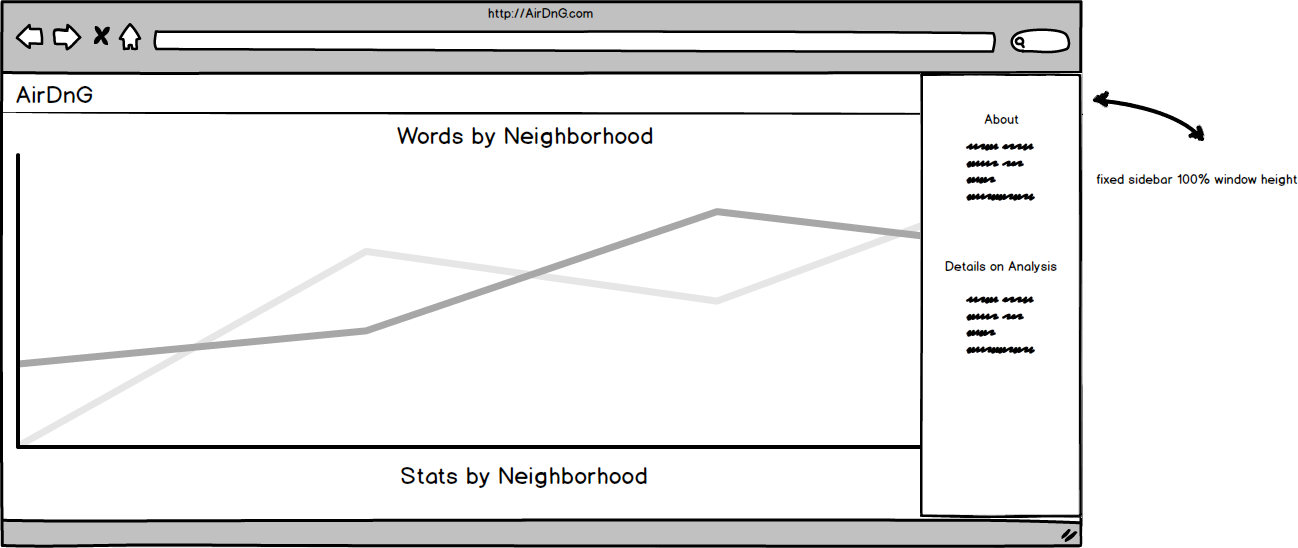 http://AirDnG.com
AirDnG
Words by Neighborhood
About
fixed sidebar 100% window height
Details on Analysis
Stats by Neighborhood